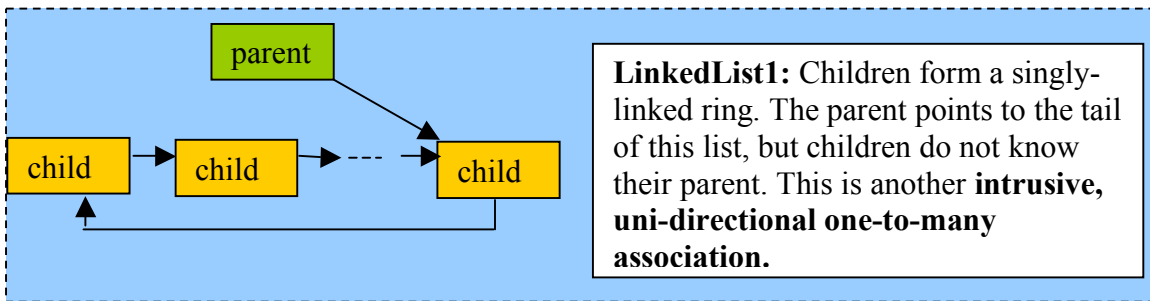 parent
child
child
child
LinkedList1: Children form a singly-
linked ring. The parent points to the tail
of this list, but children do not know
their parent. This is another intrusive,
uni-directional one-to-many
association.